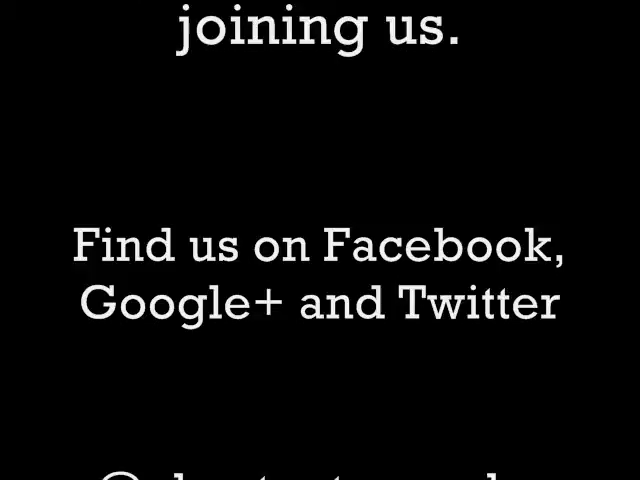 joining us.
Find us on Facebook,
Google+ and Twitter